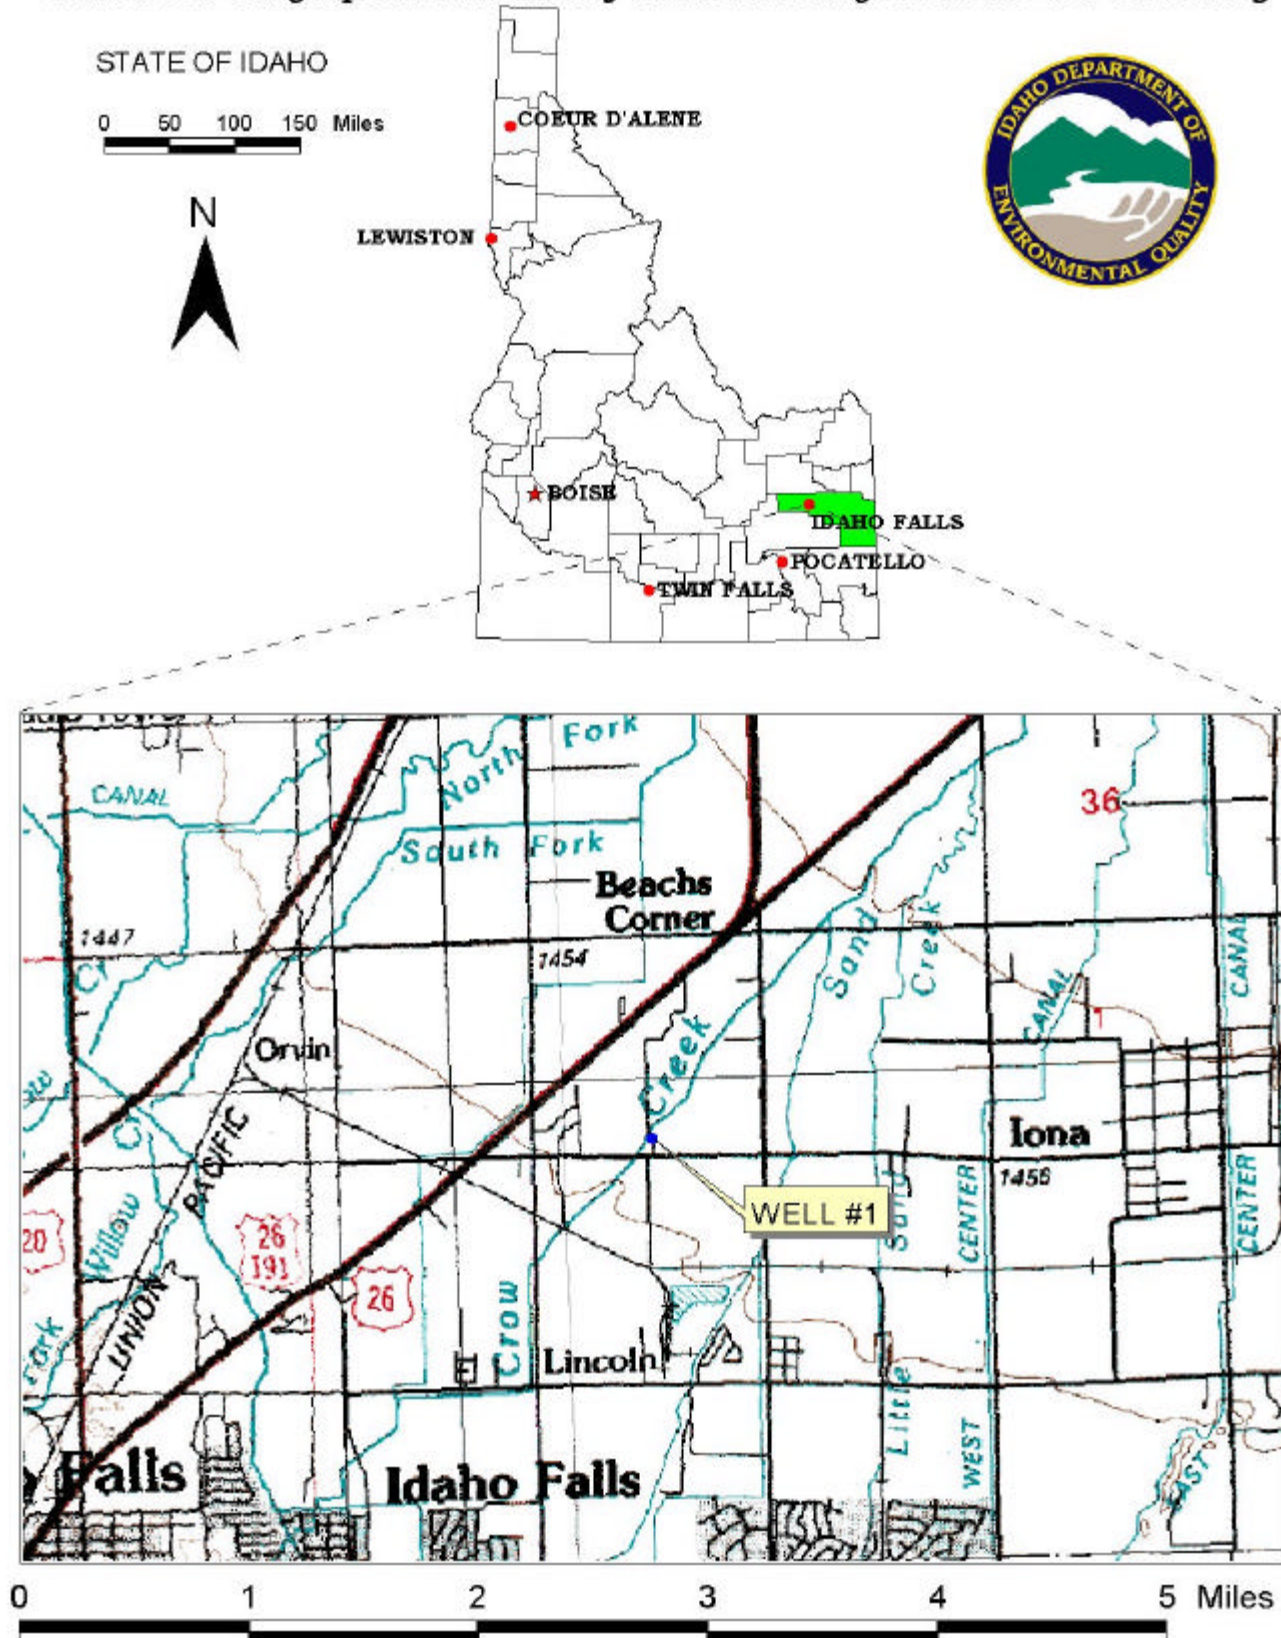 STATE OF IDAHO
0 50 100 150 Miles
N
COEUR D'ALENE
LEWISTON
BOISE
IDAHO FALLS
POCATELLO
TWIN FALLS
IDAHO DEPARTMENT OF
ENVIRONMENTAL QUALITY
North Fork
CANAL
South Fork
36
Beachs
Corner
1447
1454
Sand
Creek
CANAL
CANAL
1
Orvin
Creek
Iona
1456
UNION PACIFIC
WELL #1
Willow
20
26
191
26
Fork
Crow
Lincoln
Little
Sand
WEST
CENTER
EAST
CENTER
Falls
Idaho Falls
0 1 2 3 4 5 Miles